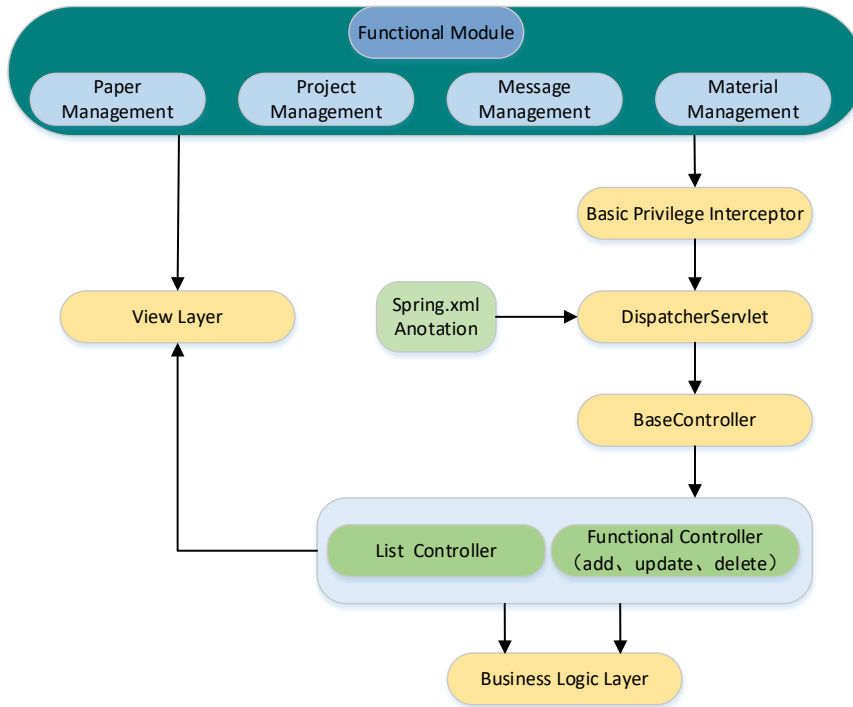 Functional Module
Paper
Management
Project
Management
Message
Management
Material
Management
Basic Privilege Interceptor
View Layer
Spring.xml
Anotation
DispatcherServlet
BaseController
List Controller
Functional Controller
（add、update、delete）
Business Logic Layer